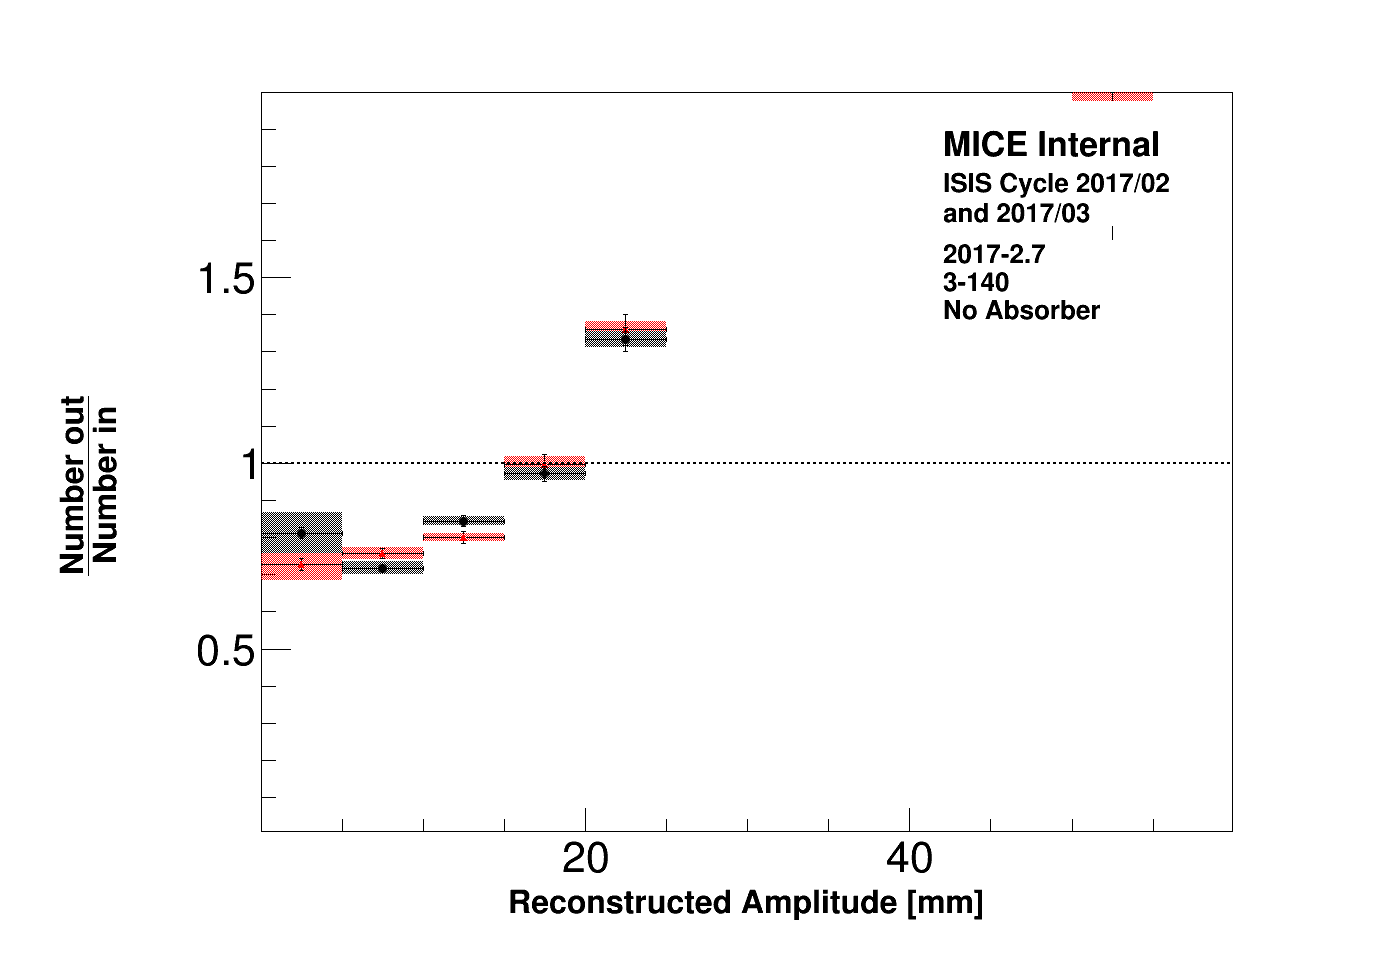 MICE Internal
ISIS Cycle 2017/02
and 2017/03
2017-2.7
3-140
No Absorber
1.5
1
0.5
Number out
Number in
20
40
Reconstructed Amplitude [mm]